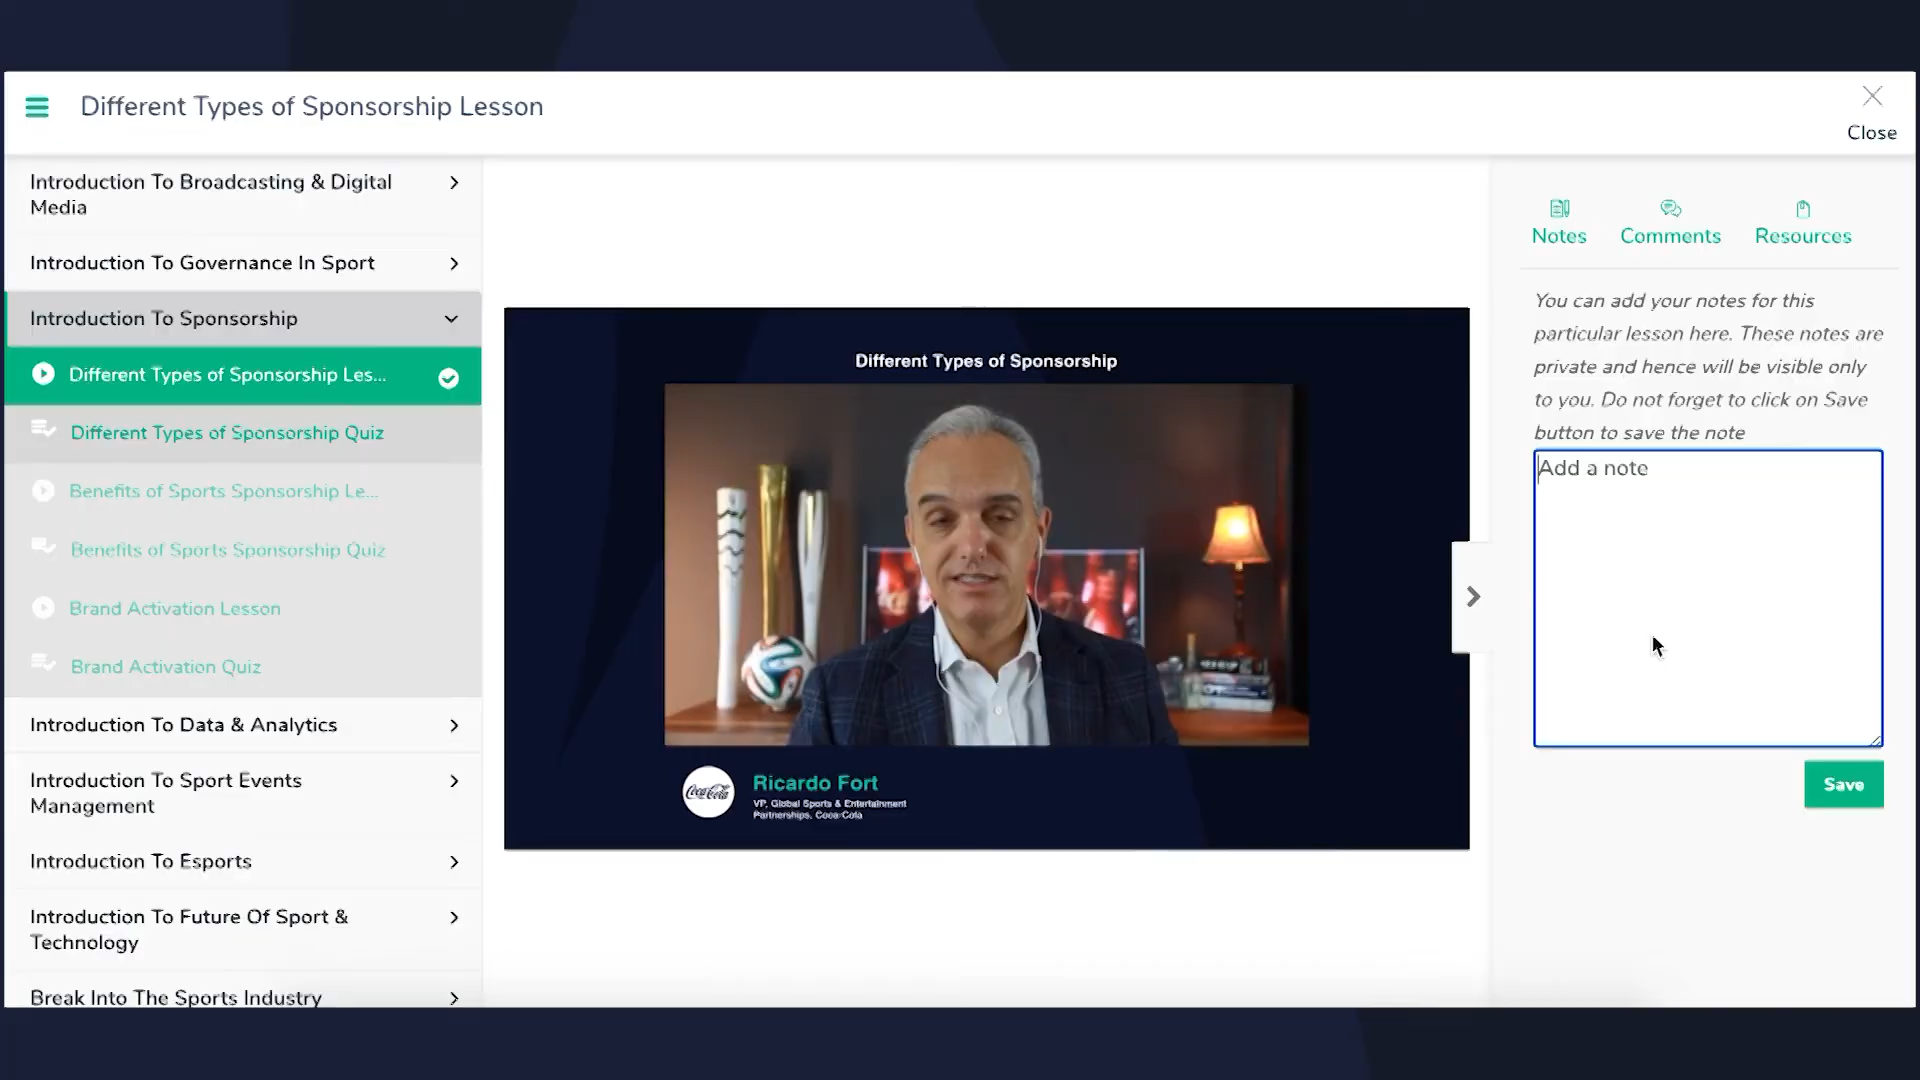 Different Types of Sponsorship Lesson
Close
Introduction To Broadcasting & Digital
Media
Introduction To Governance In Sport
Introduction To Sponsorship
Different Types of Sponsorship Les...
Different Types of Sponsorship Quiz
Benefits of Sports Sponsorship Le...
Benefits of Sports Sponsorship Quiz
Brand Activation Lesson
Brand Activation Quiz
Introduction To Data & Analytics
Introduction To Sport Events
Management
Introduction To Esports
Introduction To Future Of Sport &
Technology
Break Into The Sports Industry
Different Types of Sponsorship
Coca-Cola
Ricardo Fort
VP, Global Sports & Entertainment
Partnerships, Coca-Cola
Notes
Comments
Resources
You can add your notes for this
particular lesson here. These notes are
private and hence will be visible only
to you. Do not forget to click on Save
button to save the note
Add a note
Save